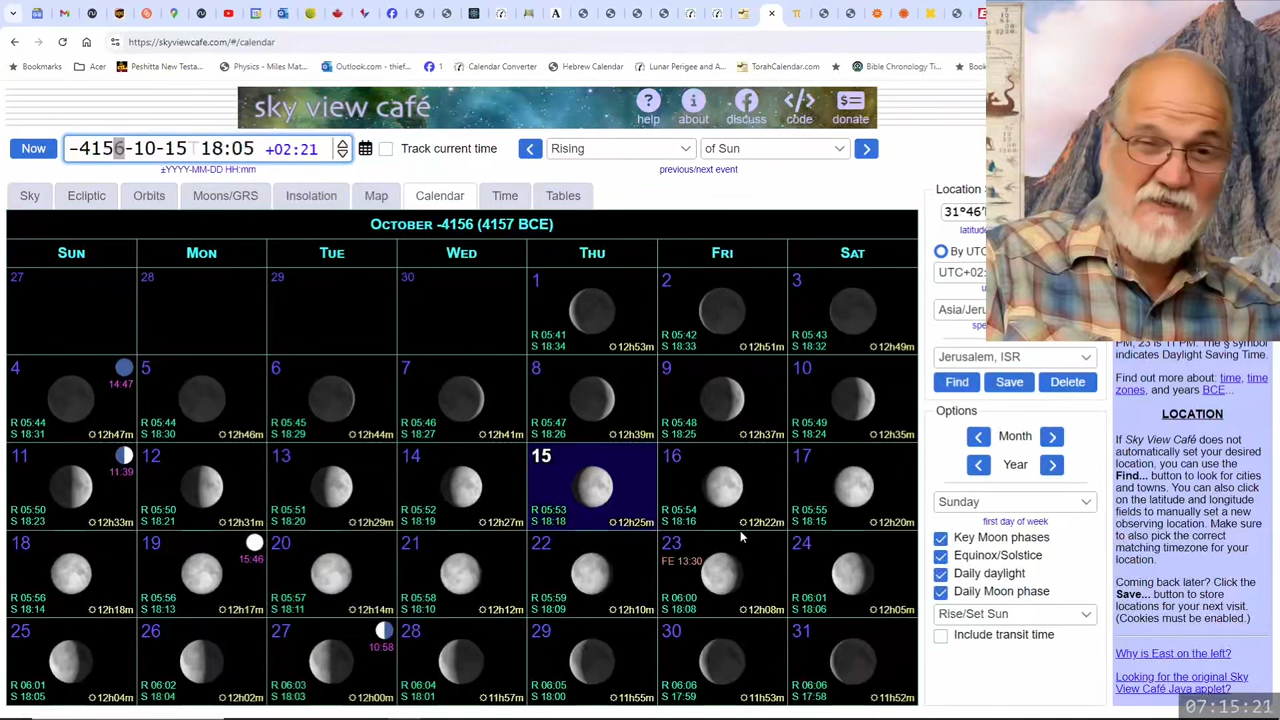 https://skyviewcafe.com/#/calendar
Bookmarks
Acer
Peshitta New Testa...
Physics - Miles Mat...
Outlook.com - thief...
1
Calendar Converter
Hebrew Calendar
Lunar Perigee and A...
TorahCalendar.com
Bible Chronology Ti...
sky view café
help
about
discuss
code
donate
Now
-4156-10-15T18:05 +02:21
±YYYY-MM-DD HH:mm
Track current time
Rising
of Sun
previous/next event
Sky
Ecliptic
Orbits
Moons/GRS
Insolation
Map
Calendar
Time
Tables
October -4156 (4157 BCE)
Sun Mon Tue Wed Thu Fri Sat
27 28 29 30 1 2 3
R 05:41 R 05:42 R 05:43
S 18:34 12h53m S 18:33 12h51m S 18:32 12h49m
4 5 6 7 8 9 10
14:47
R 05:44 R 05:44 R 05:45 R 05:46 R 05:47 R 05:48 R 05:49
S 18:31 12h47m S 18:30 12h46m S 18:29 12h44m S 18:27 12h41m S 18:26 12h39m S 18:25 12h37m S 18:24 12h35m
11 12 13 14 15 16 17
11:39
R 05:50 R 05:50 R 05:51 R 05:52 R 05:53 R 05:54 R 05:55
S 18:23 12h33m S 18:21 12h31m S 18:20 12h29m S 18:19 12h27m S 18:18 12h25m S 18:16 12h22m S 18:15 12h20m
18 19 20 21 22 23 24
15:46 FE 13:30
R 05:56 R 05:56 R 05:57 R 05:58 R 05:59 R 06:00 R 06:01
S 18:14 12h18m S 18:13 12h17m S 18:11 12h14m S 18:10 12h12m S 18:09 12h10m S 18:08 12h08m S 18:06 12h05m
25 26 27 28 29 30 31
10:58
R 06:01 R 06:02 R 06:03 R 06:04 R 06:05 R 06:06 R 06:06
S 18:05 12h04m S 18:04 12h02m S 18:03 12h00m S 18:01 11h57m S 18:00 11h55m S 17:59 11h53m S 17:58 11h52m
Location
31°46'
latitude
By UTC
UTC+02:
Asia/Jeru
Jerusalem, ISR
Find
Save
Delete
Options
Month
Year
Sunday
first day of week
Key Moon phases
Equinox/Solstice
Daily daylight
Daily Moon phase
Rise/Set Sun
Include transit time
PM, 23 is 11 PM. The § symbol
indicates Daylight Saving Time.
Find out more about: time, time
zones, and years BCE...
LOCATION
If Sky View Café does not
automatically set your desired
location, you can use the
Find... button to look for cities
and towns. You can also click
on the latitude and longitude
fields to manually set a new
observing location. Make sure
to also pick the correct
matching timezone for your
location.
Coming back later? Click the
Save... button to store
locations for your next visit.
(Cookies must be enabled.)
Why is East on the left?
Looking for the original Sky
View Café Java applet?
07:15:21